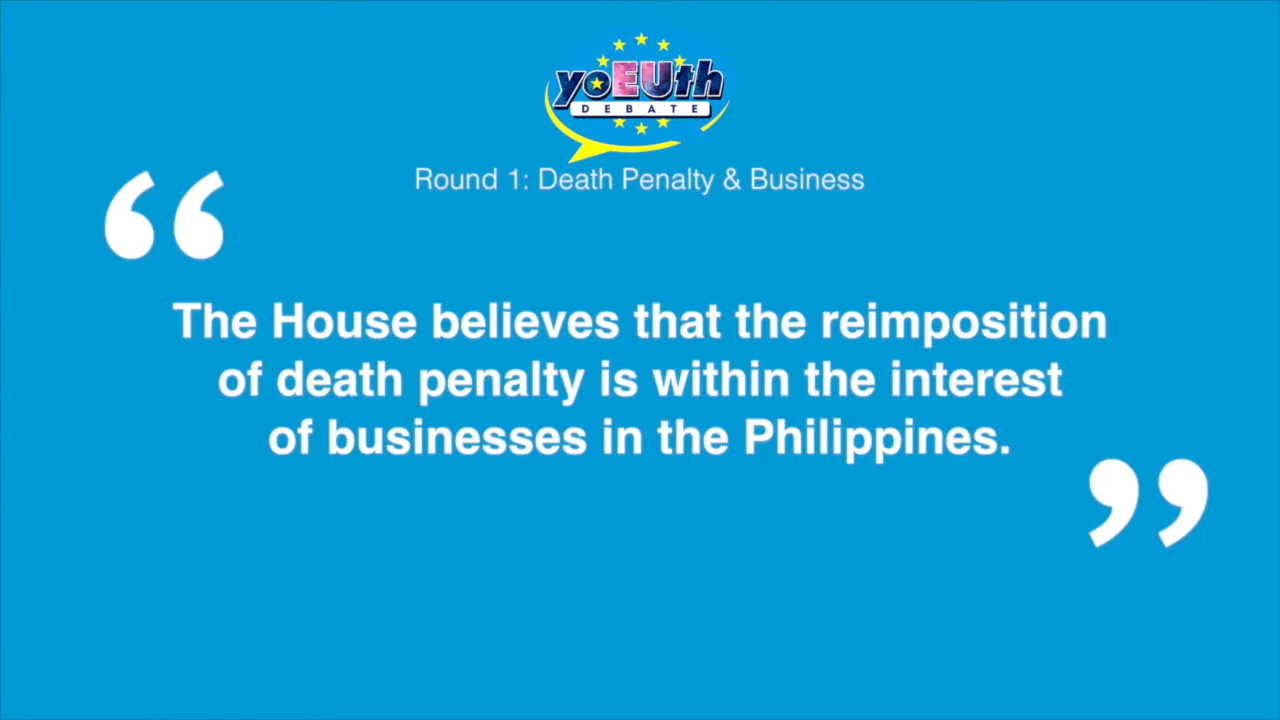 yoEUth
DEBATE
Round 1: Death Penalty & Business
“
The House believes that the reimposition
of death penalty is within the interest
of businesses in the Philippines.
”